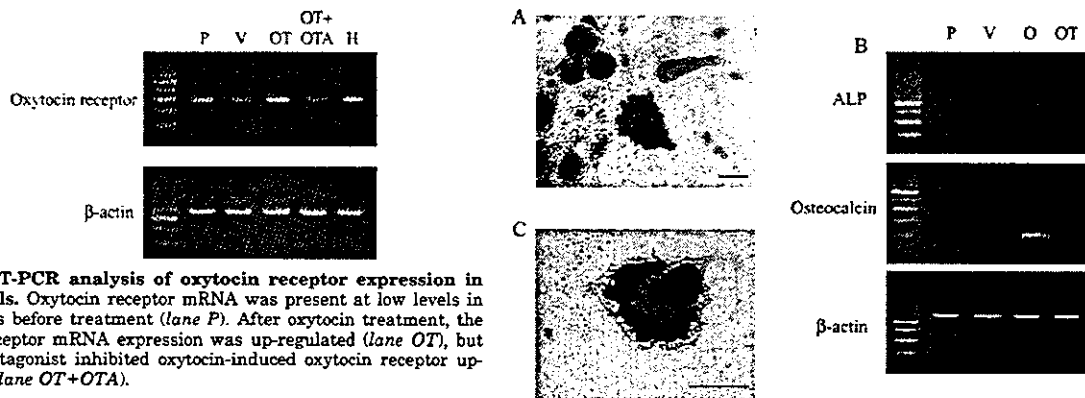 OT+
P V OT OTA H
Oxytocin receptor
β-actin
T-PCR analysis of oxytocin receptor expression in
ls. Oxytocin receptor mRNA was present at low levels in
s before treatment (lane P). After oxytocin treatment, the
ceptor mRNA expression was up-regulated (lane OT), but
tagonist inhibited oxytocin-induced oxytocin receptor up-
lane OT+OTA).
A
C
B
P V O OT
ALP
Osteocalcin
β-actin